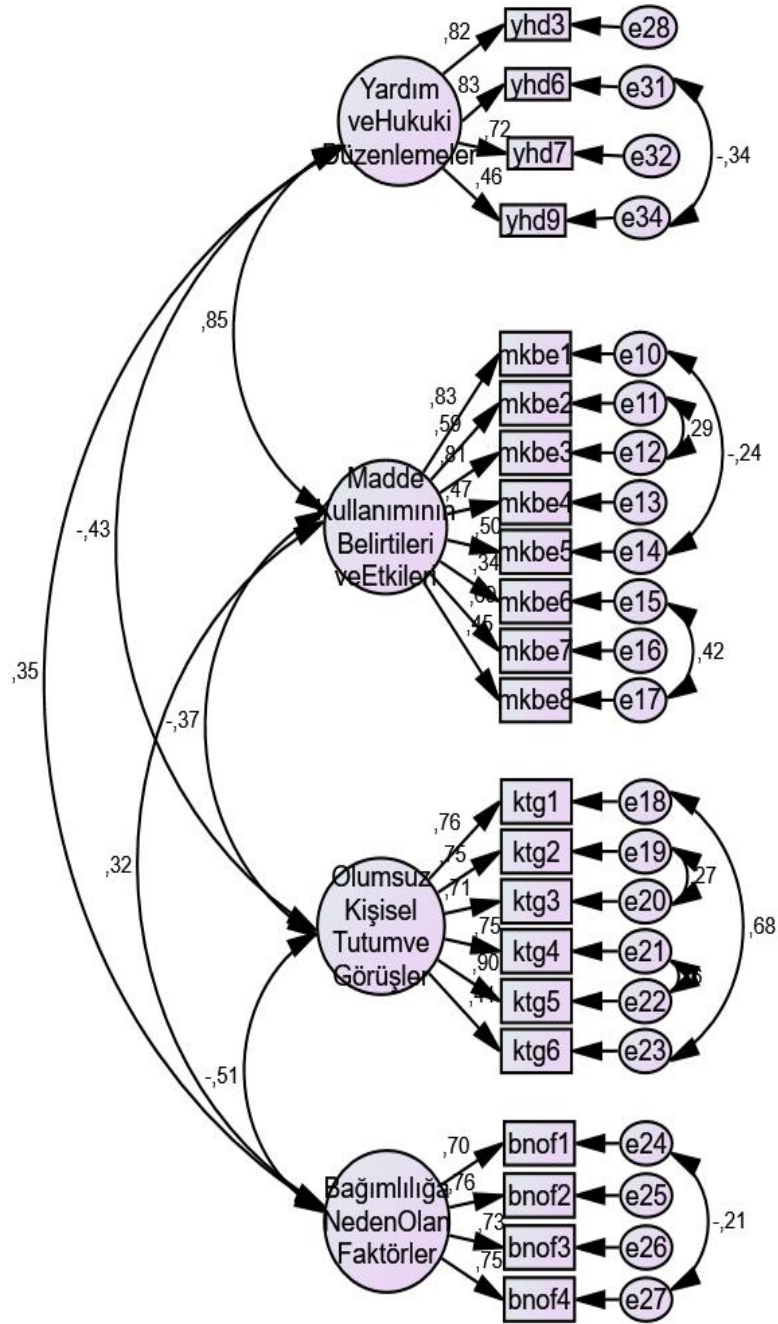 ,82
yhd3
e28
Yardım
veHukuki
Düzenlemeler
,83
yhd6
e31
,72
yhd7
e32
-,34
,46
yhd9
e34
,85
mkbe1
e10
,83
mkbe2
e11
,59
,29
mkbe3
e12
-,24
,81
Madde
Kullanımının
Belirtileri
veEtkileri
,47
mkbe4
e13
,50
mkbe5
e14
,34
mkbe6
e15
mkbe7
e16
,42
,45
mkbe8
e17
-,43
,35
-,37
,32
-,51
ktg1
e18
,76
ktg2
e19
,75
,27
ktg3
e20
,71
Olumsuz
Kişisel
Tutumve
Görüşler
,68
,75
ktg4
e21
,90
ktg5
e22
ktg6
e23
,70
bnof1
e24
Bağımlılığa
NedenOlan
Faktörler
,76
bnof2
e25
-,21
,73
bnof3
e26
,75
bnof4
e27